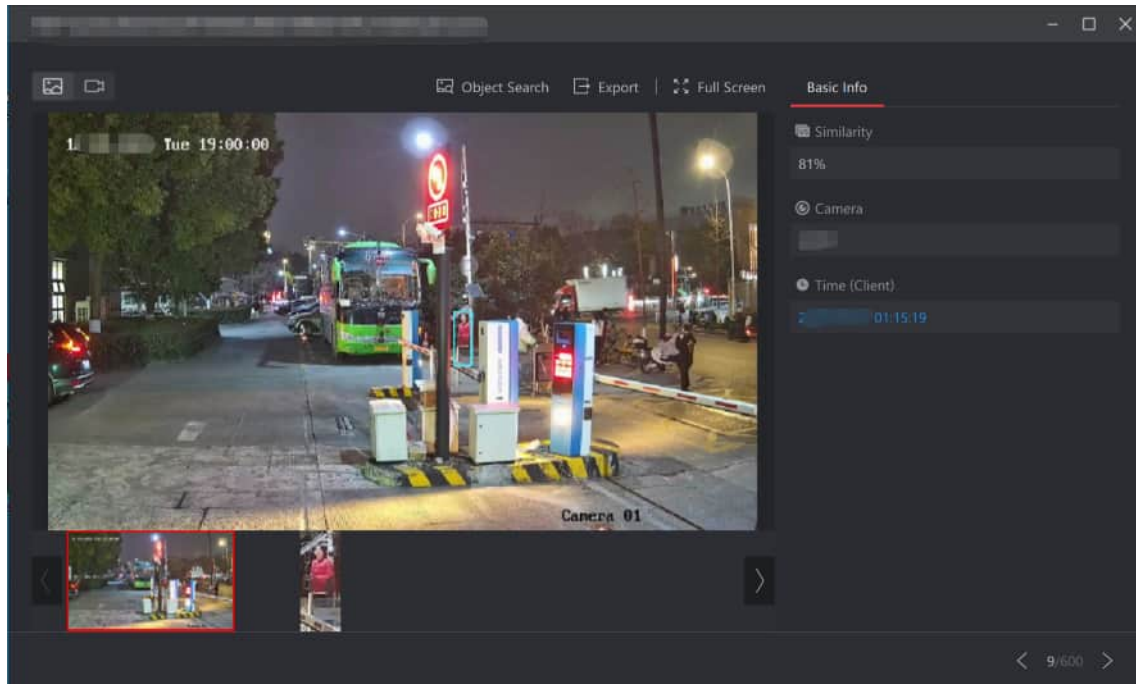 Object Search
Export
Full Screen
Basic Info
Tue 19:00:00
Similarity
81%
Camera
Time (Client)
01:15:19
Camera 01
9/600